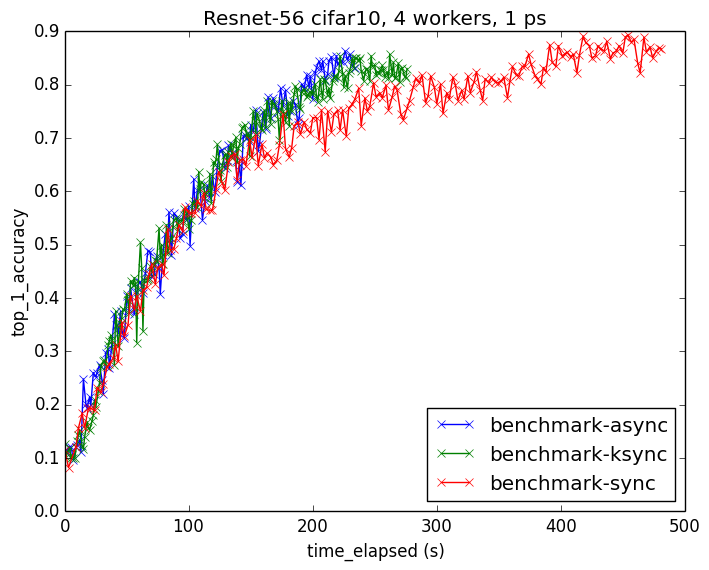 Resnet-56 cifar10, 4 workers, 1 ps
top_1_accuracy
0.9
0.8
0.7
0.6
0.5
0.4
0.3
0.2
0.1
0.0
benchmark-async
benchmark-ksync
benchmark-sync
0 100 200 300 400 500
time_elapsed (s)